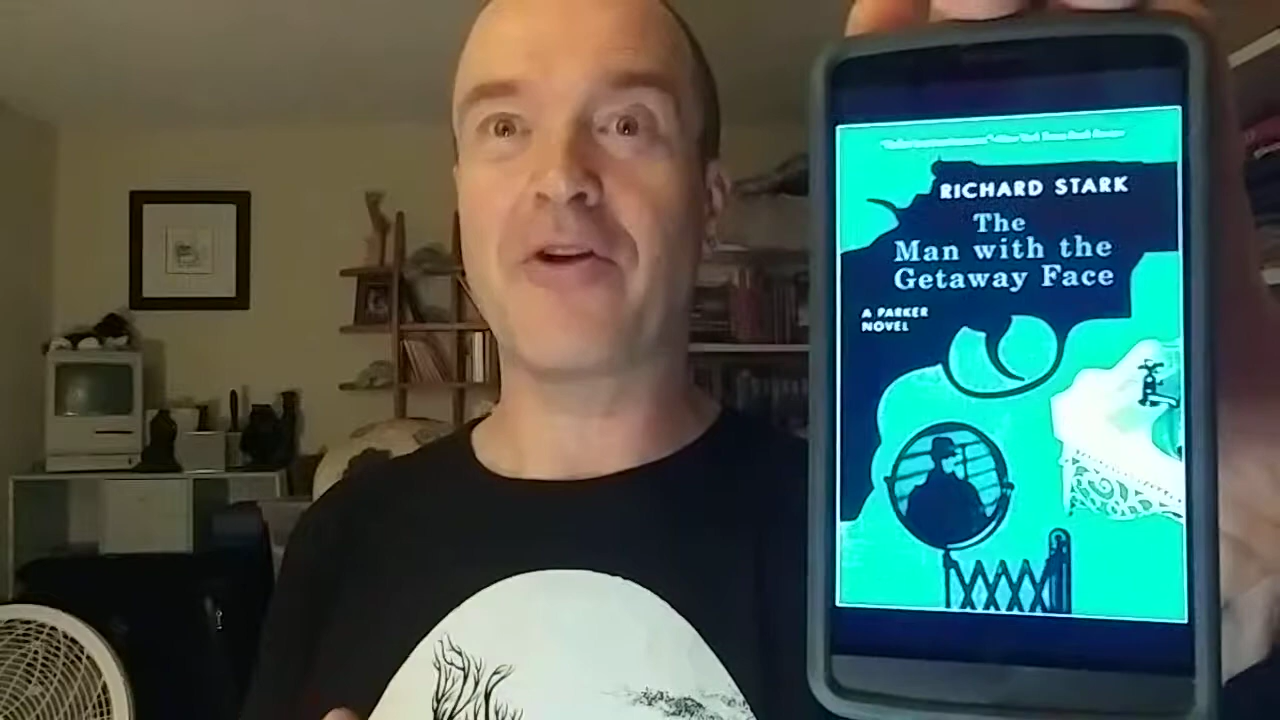 RICHARD STARK
The
Man with the
Getaway Face
A PARKER
NOVEL